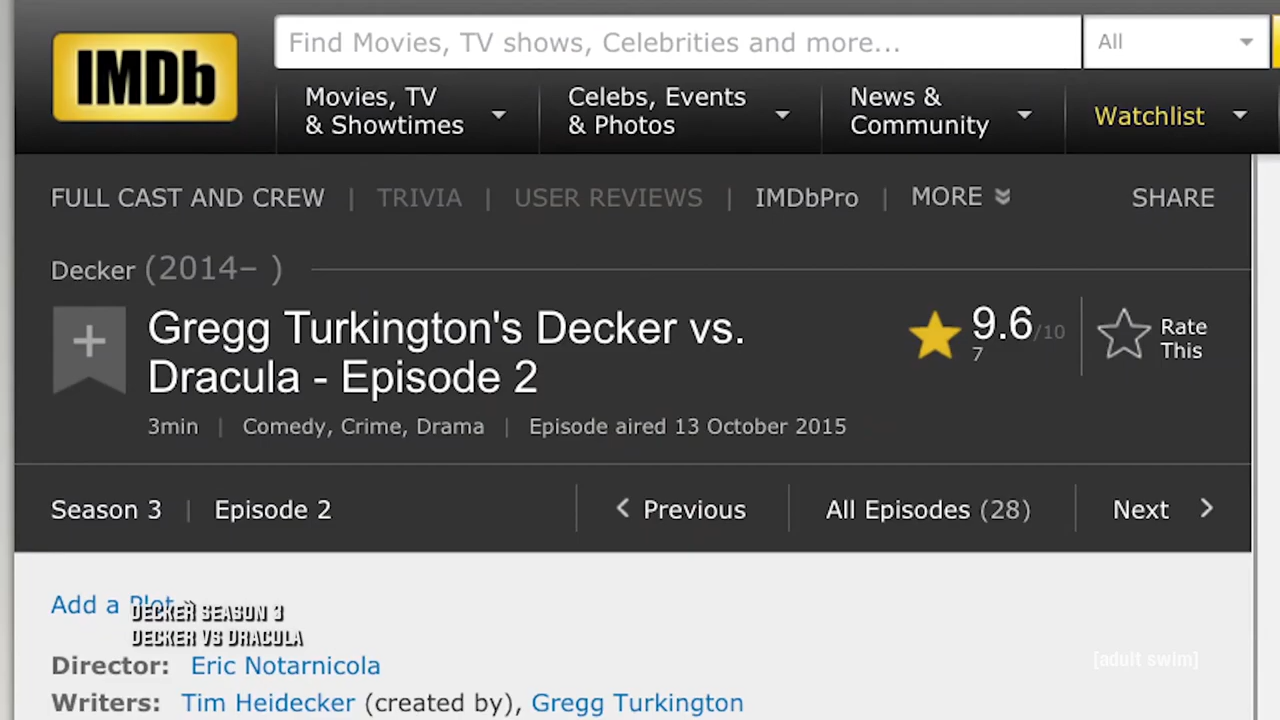 IMDb
Find Movies, TV shows, Celebrities and more...
All
Movies, TV
& Showtimes
Celebs, Events
& Photos
News &
Community
Watchlist
FULL CAST AND CREW | TRIVIA | USER REVIEWS | IMDbPro | MORE
SHARE
Decker (2014– )
Gregg Turkington's Decker vs.
Dracula - Episode 2
9.6/10
7
Rate
This
3min | Comedy, Crime, Drama | Episode aired 13 October 2015
Season 3 | Episode 2
Previous
All Episodes (28)
Next
Add a Plot »
DECKER SEASON 3
DECKER VS DRACULA
[adult swim]
Director: Eric Notarnicola
Writers: Tim Heidecker (created by), Gregg Turkington